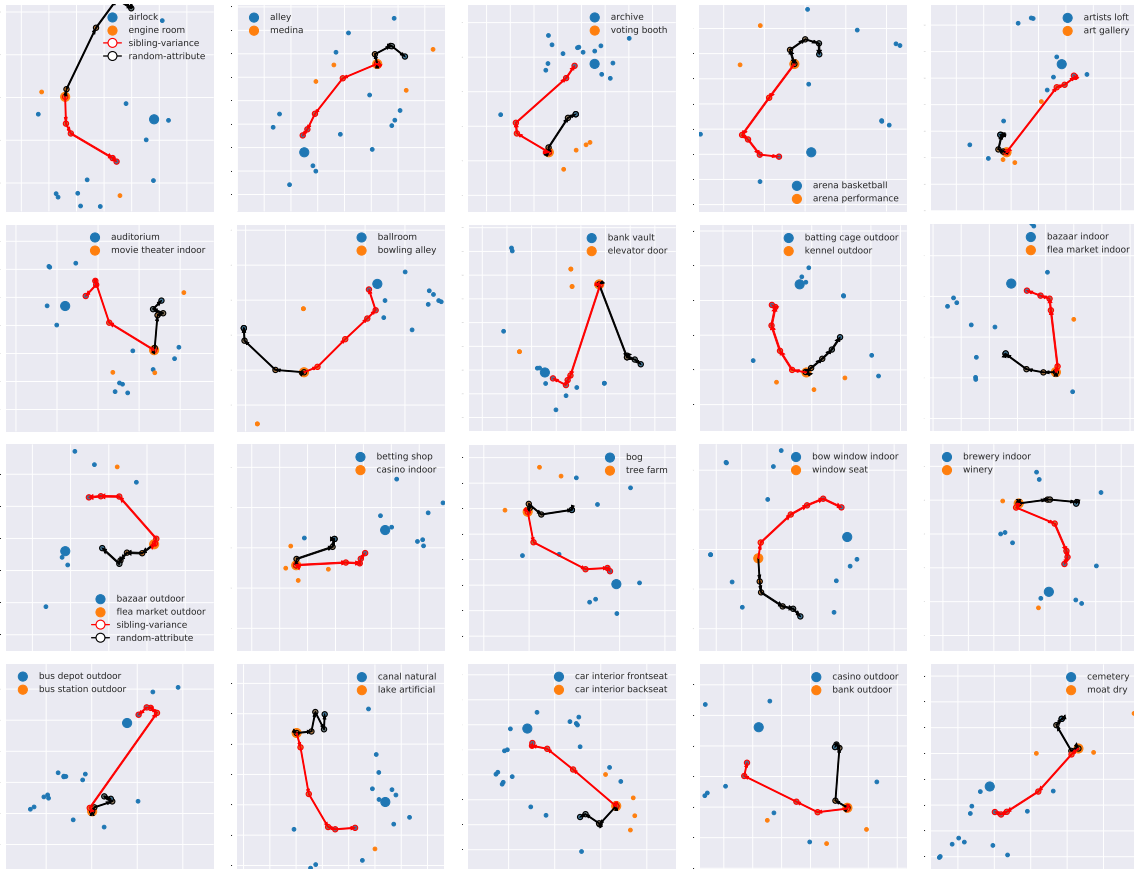 airlock
engine room
sibling-variance
random-attribute
alley
medina
archive
voting booth
arena basketball
arena performance
artists loft
art gallery
auditorium
movie theater indoor
ballroom
bowling alley
bank vault
elevator door
batting cage outdoor
kennel outdoor
bazaar indoor
flea market indoor
bazaar outdoor
flea market outdoor
sibling-variance
random-attribute
betting shop
casino indoor
bog
tree farm
bow window indoor
window seat
brewery indoor
winery
bus depot outdoor
bus station outdoor
canal natural
lake artificial
car interior frontseat
car interior backseat
casino outdoor
bank outdoor
cemetery
moat dry